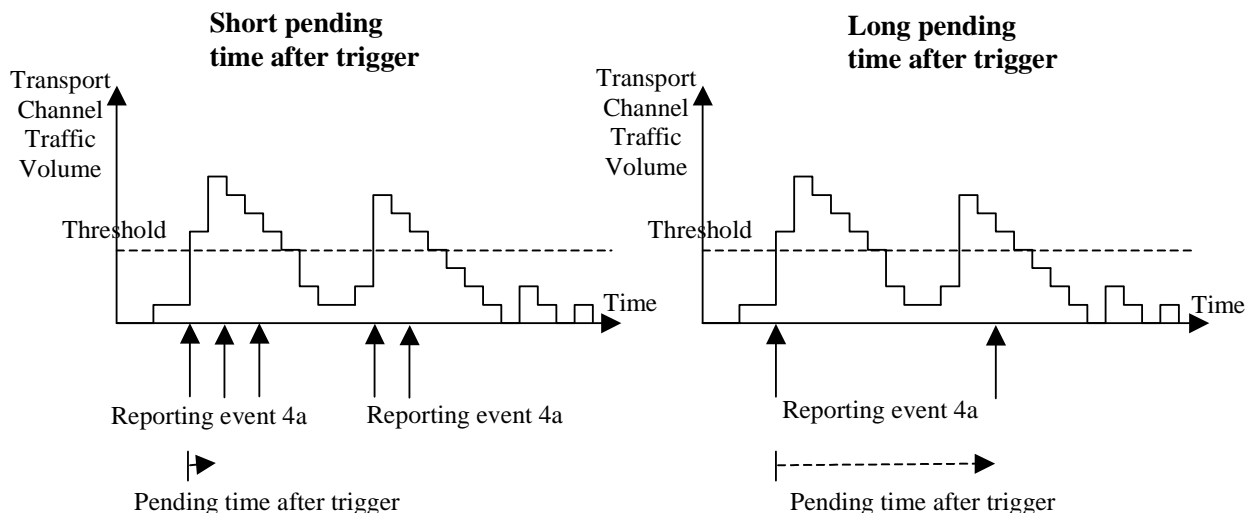 Short pending
time after trigger
Transport
Channel
Traffic
Volume
Threshold
Time
Reporting event 4a
Reporting event 4a
Pending time after trigger
Long pending
time after trigger
Transport
Channel
Traffic
Volume
Threshold
Time
Reporting event 4a
Pending time after trigger